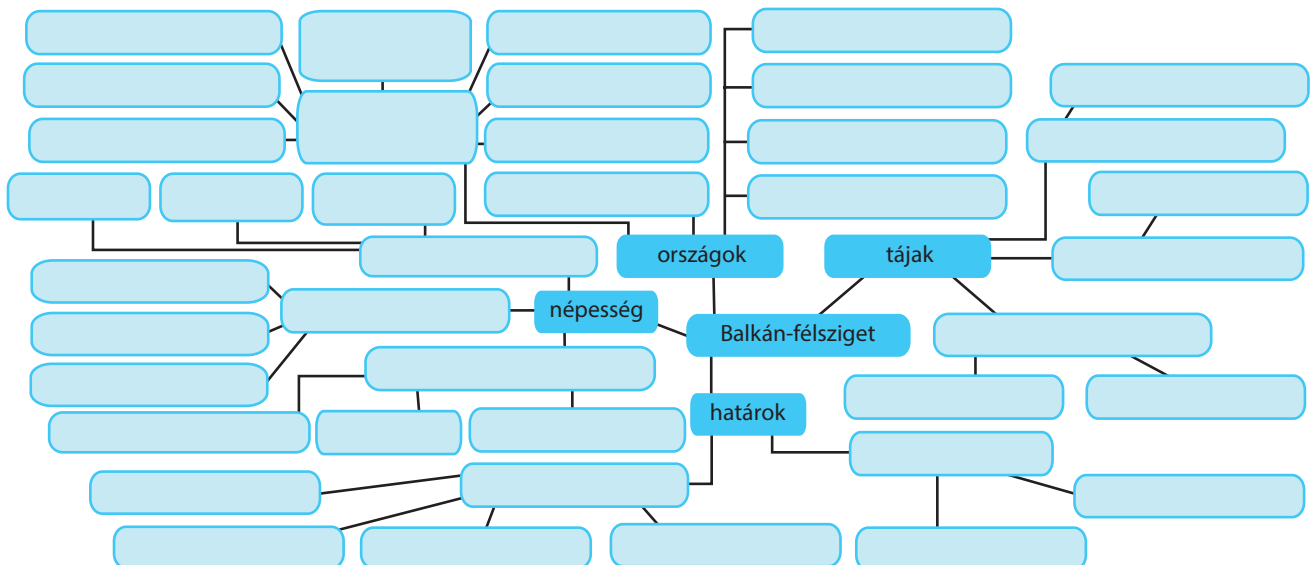 országok
tájak
népesség
Balkán-félsziget
határok